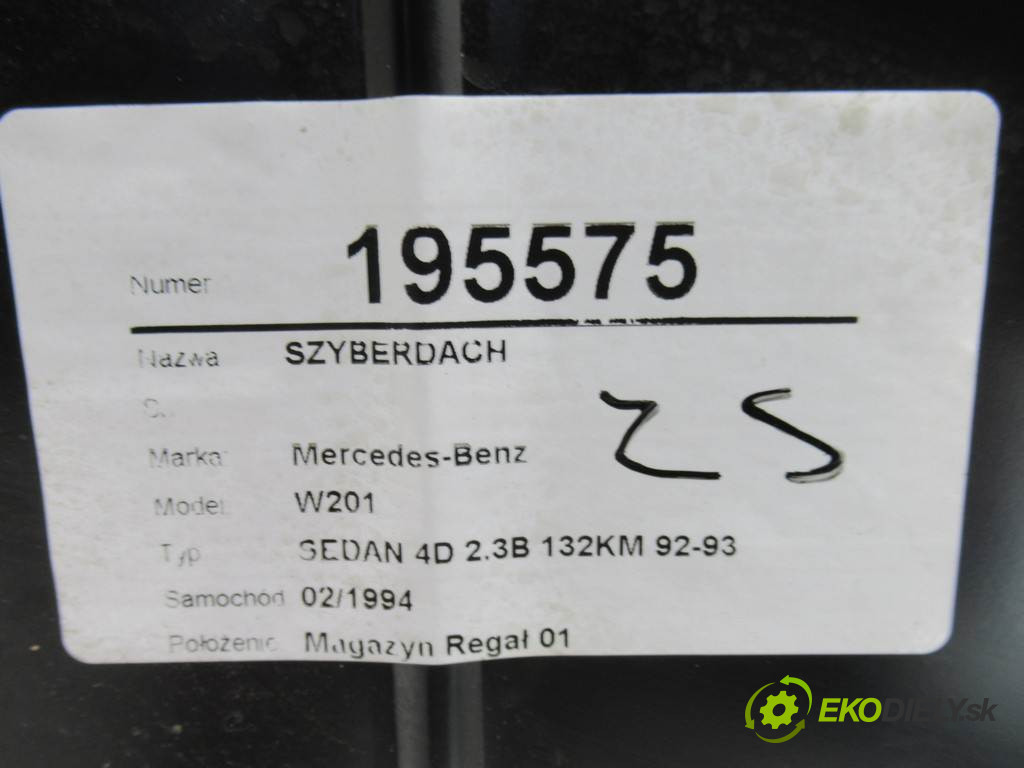 Numer 195575
Nazwa SZYBERDACH
Marka Mercedes-Benz
Model W201
Typ SEDAN 4D 2.3B 132KM 92-93
Samochód 02/1994
Położenie Magazyn Regał 01
ZS
EKODIELY.sk